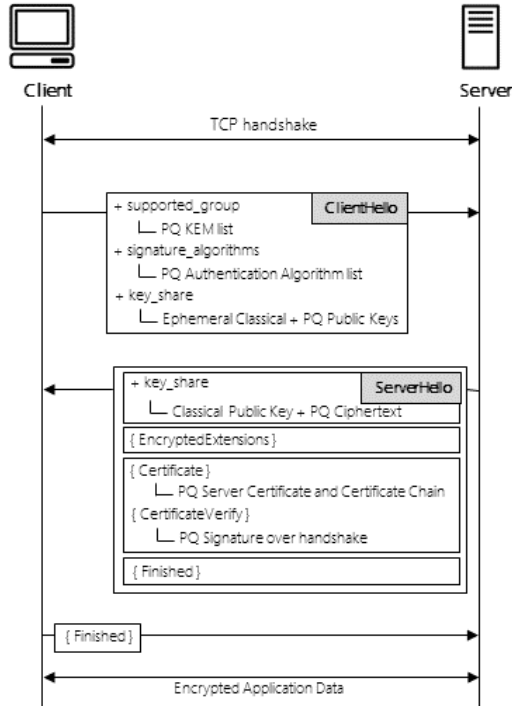 Client
Server
TCP handshake
+ supported_group
ClientHello
PQ KEM list
+ signature_algorithms
PQ Authentication Algorithm list
+ key_share
Ephemeral Classical + PQ Public Keys
+ key_share
ServerHello
Classical Public Key + PQ Ciphertext
{ EncryptedExtensions }
{ Certificate }
PQ Server Certificate and Certificate Chain
{ CertificateVerify }
PQ Signature over handshake
{ Finished }
{ Finished }
Encrypted Application Data